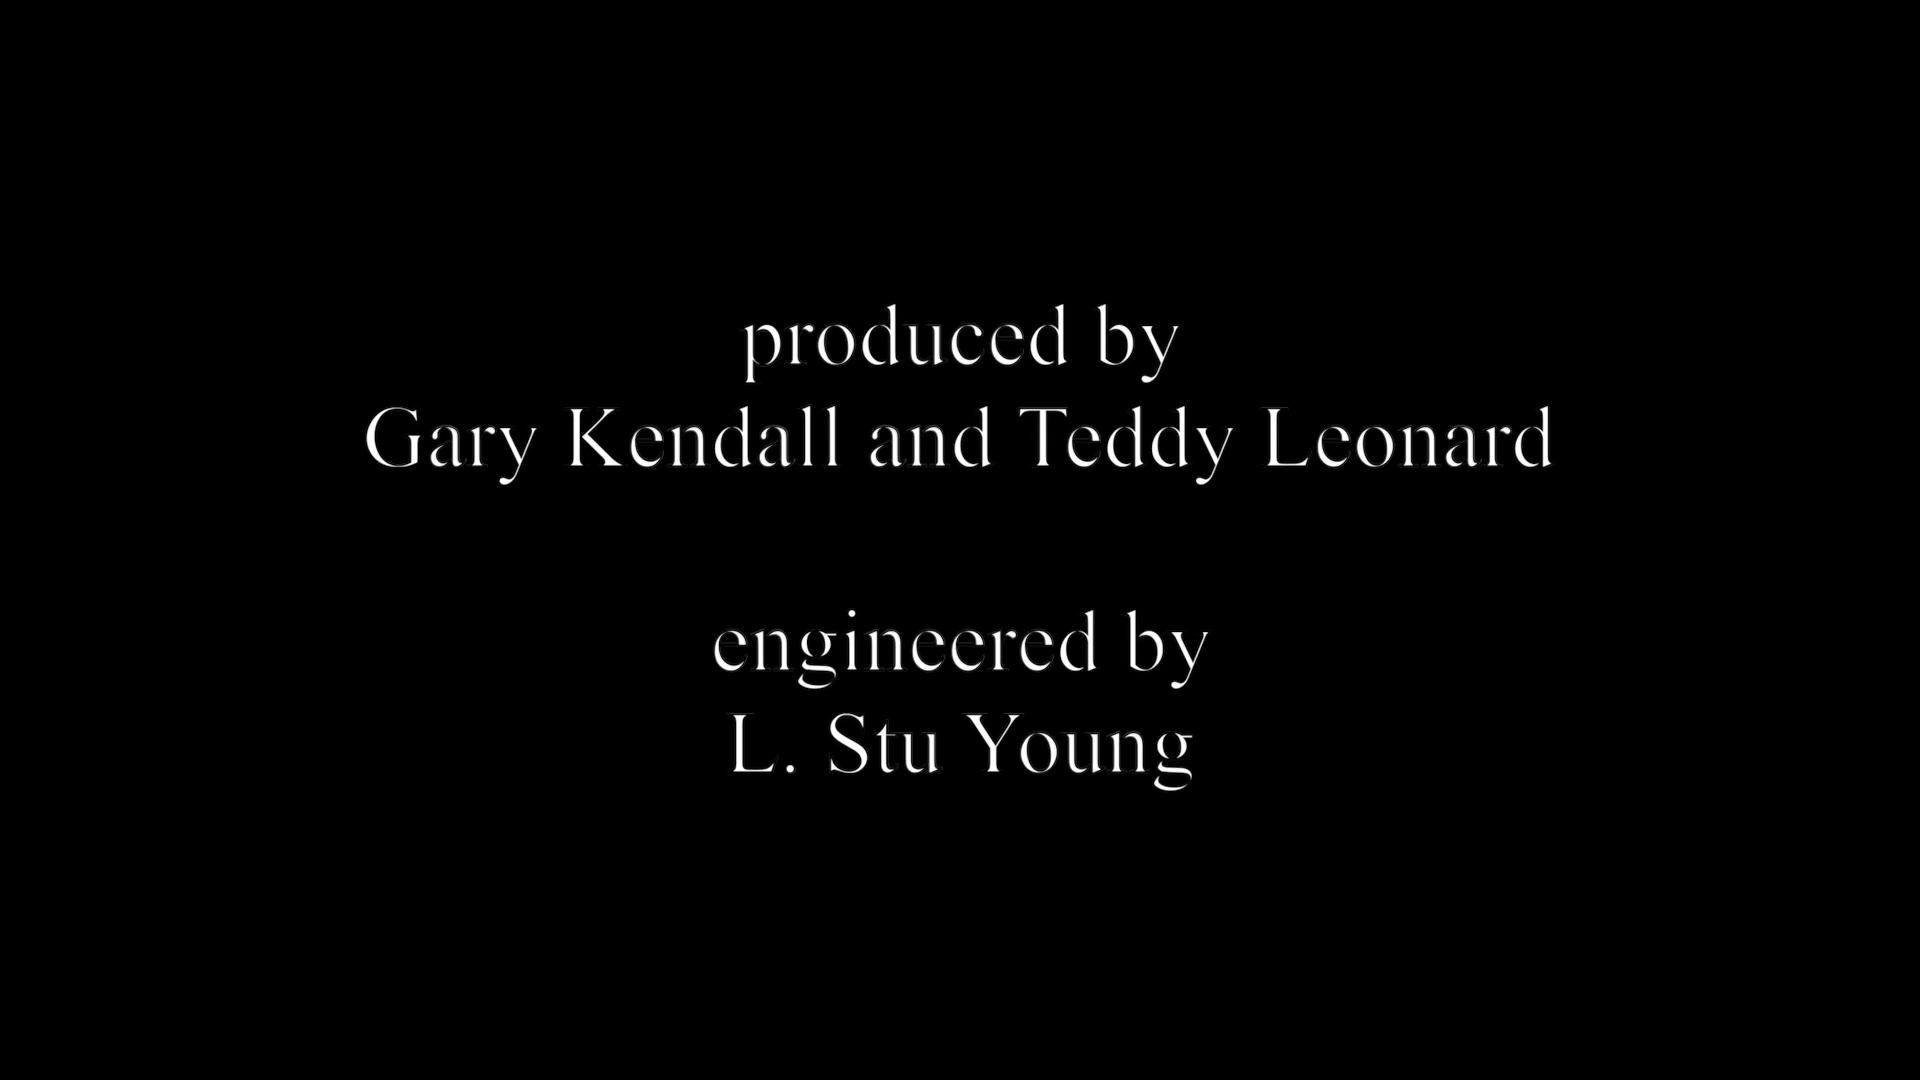 produced by
Gary Kendall and Teddy Leonard
engineered by
L. Stu Young